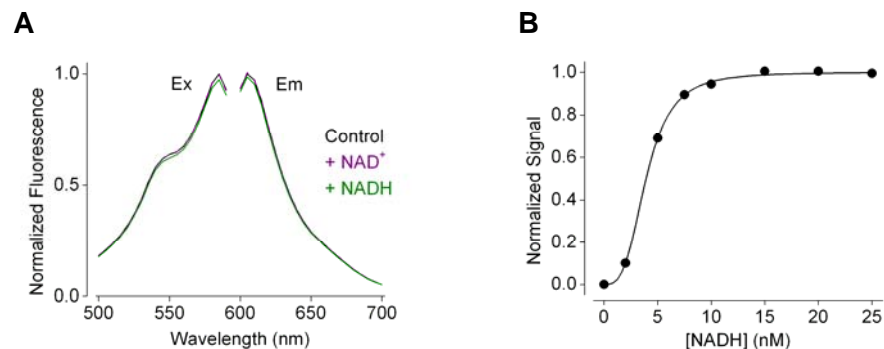 A
Normalized Fluorescence
1.0
0.5
0.0
Ex
Em
Control
+ NAD⁺
+ NADH
500
550
600
650
700
Wavelength (nm)
B
Normalized Signal
1.0
0.8
0.6
0.4
0.2
0.0
0
5
10
15
20
25
[NADH] (nM)